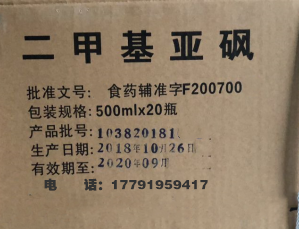 二甲基亚砜
批准文号: 食药辅准字F200700
包装规格:500mlx20瓶
产品批号:103820181
生产日期:2018年10月26日
有效期至:2020年09月
电 话:17791959417